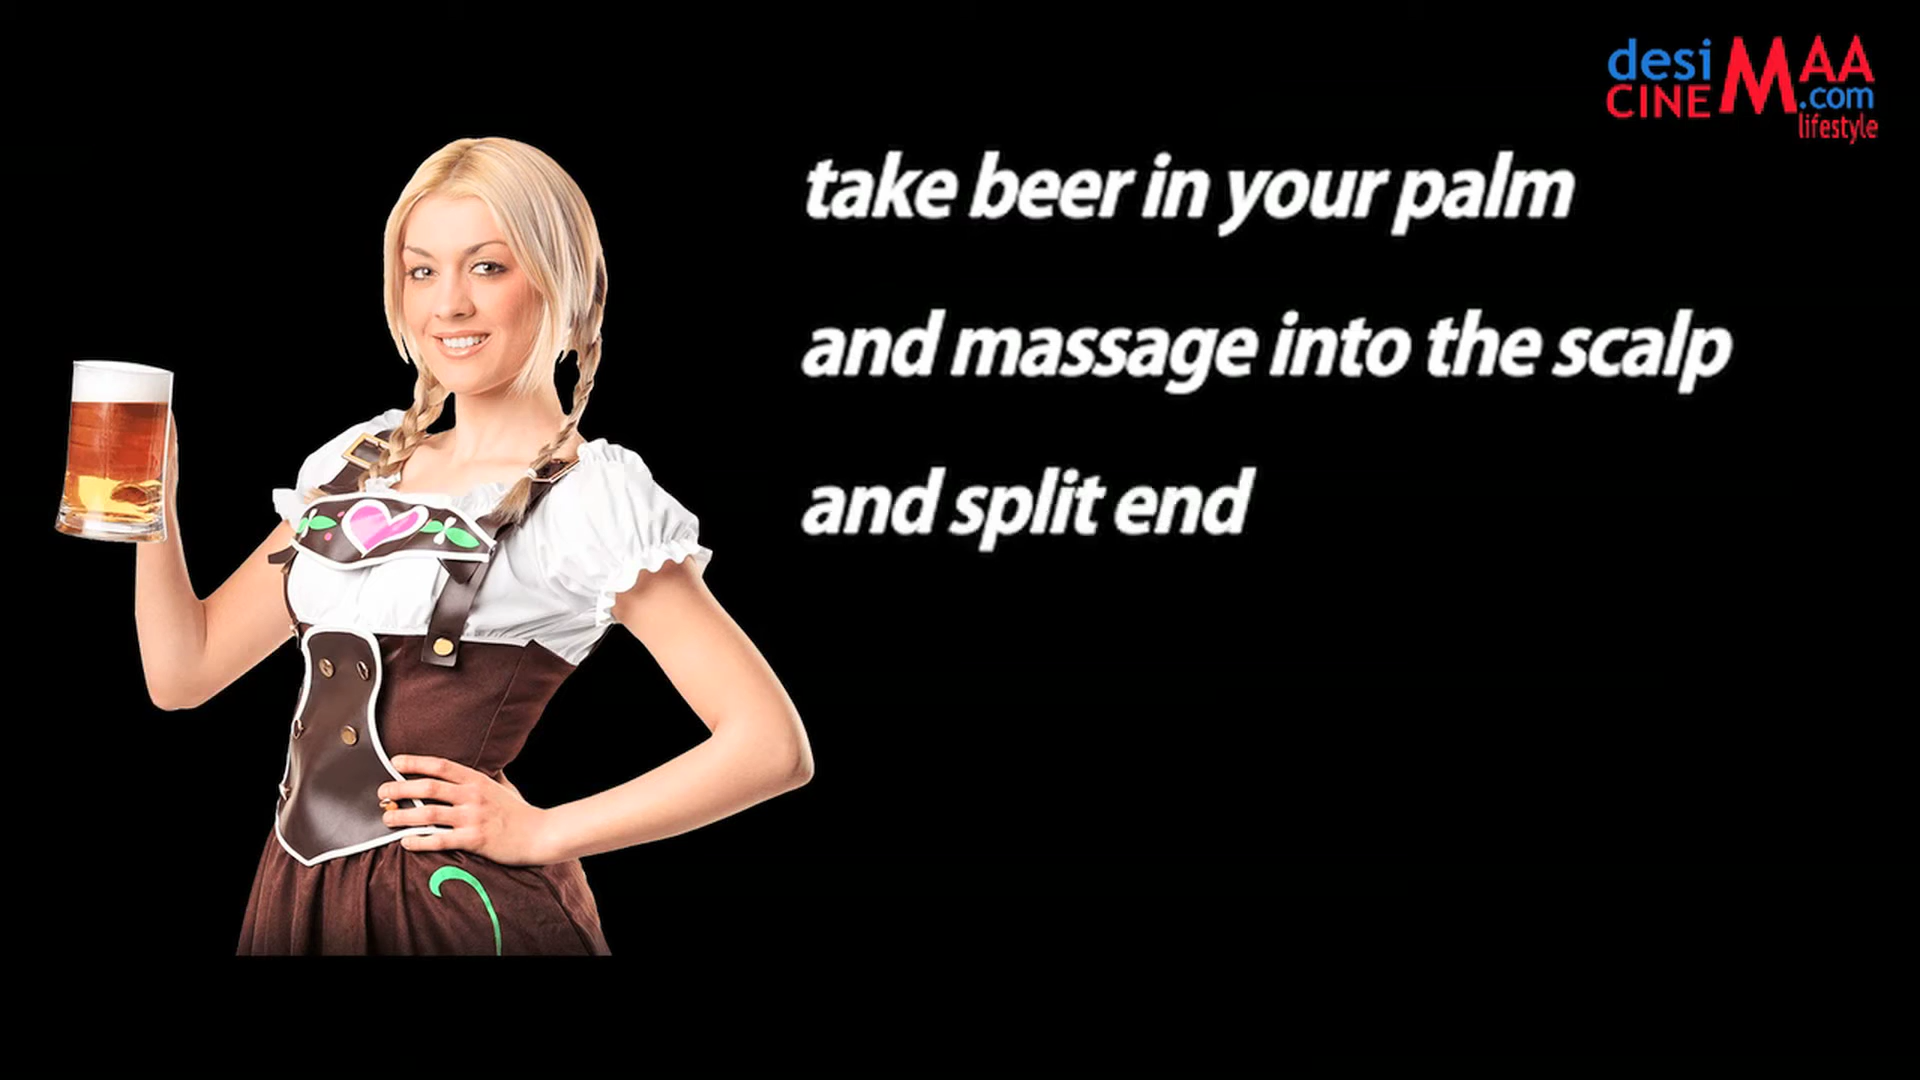 desi MAA
CINE .com
lifestyle
take beer in your palm
and massage into the scalp
and split end